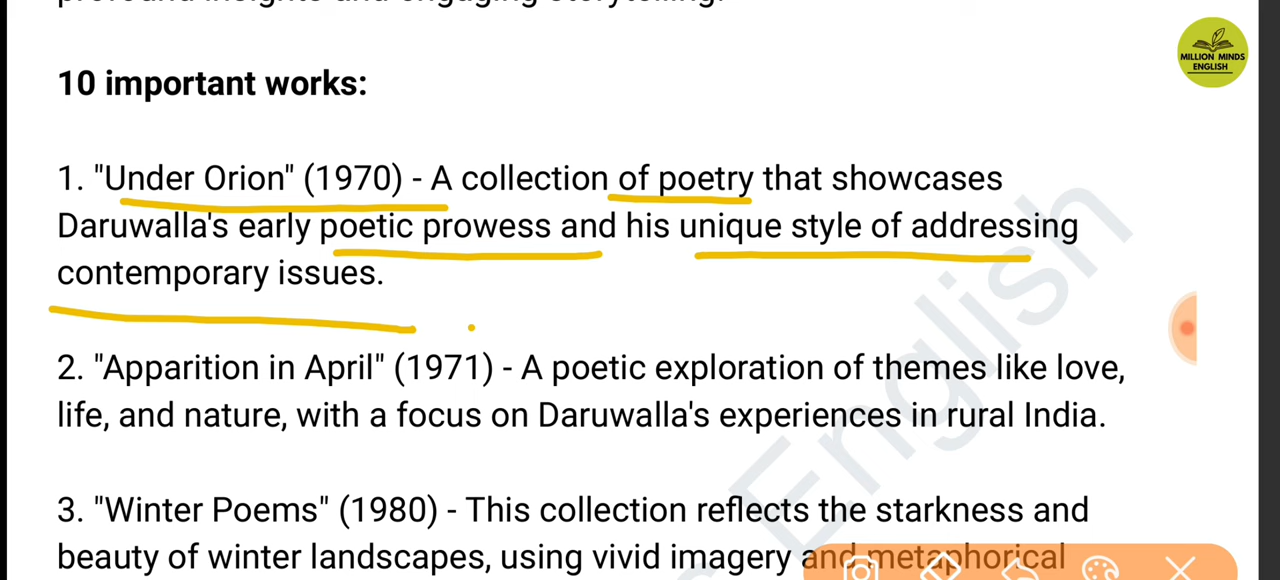 10 important works:
MILLION MINDS
ENGLISH
1. "Under Orion" (1970) - A collection of poetry that showcases
Daruwalla's early poetic prowess and his unique style of addressing
contemporary issues.
2. "Apparition in April" (1971) - A poetic exploration of themes like love,
life, and nature, with a focus on Daruwalla's experiences in rural India.
3. "Winter Poems" (1980) - This collection reflects the starkness and
beauty of winter landscapes, using vivid imagery and metaphorical
English